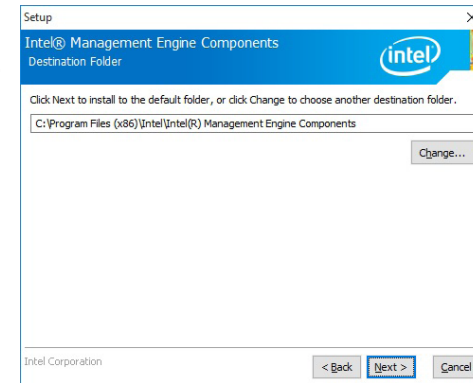 Setup
Intel® Management Engine Components
Destination Folder
intel
Click Next to install to the default folder, or click Change to choose another destination folder.
C:\Program Files (x86)\Intel\Intel(R) Management Engine Components
Change...
Intel Corporation
< Back Next > Cancel